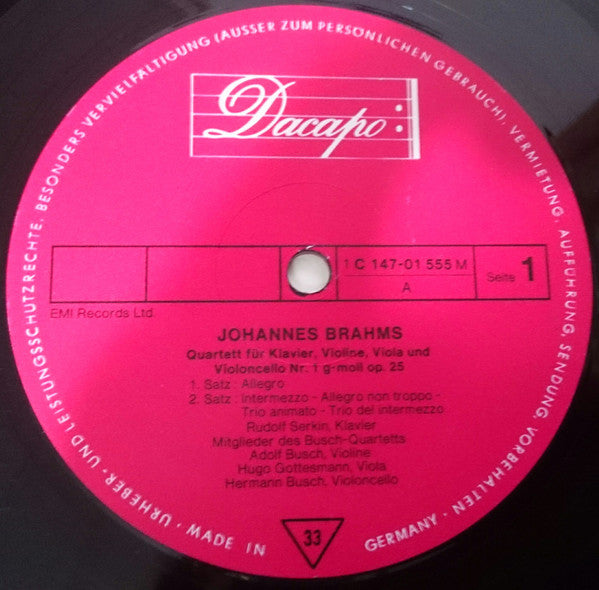 URHEBER- UND LEISTUNGSSCHUTZRECHTE, BESONDERS VERVIELFÄLTIGUNG (AUSSER ZUM PERSÖNLICHEN GEBRAUCH), VERMIETUNG, AUFFÜHRUNG, SENDUNG, VORBEHALTEN · MADE IN GERMANY ·
Dacapo
1 C 147-01 555 M
A
Seite 1
EMI Records Ltd.
JOHANNES BRAHMS
Quartett für Klavier, Violine, Viola und
Violoncello Nr. 1 g-moll op. 25
1. Satz : Allegro
2. Satz : Intermezzo - Allegro non troppo -
Trio animato - Trio del intermezzo
Rudolf Serkin, Klavier
Mitglieder des Busch-Quartetts
Adolf Busch, Violine
Hugo Gottesmann, Viola
Hermann Busch, Violoncello
33